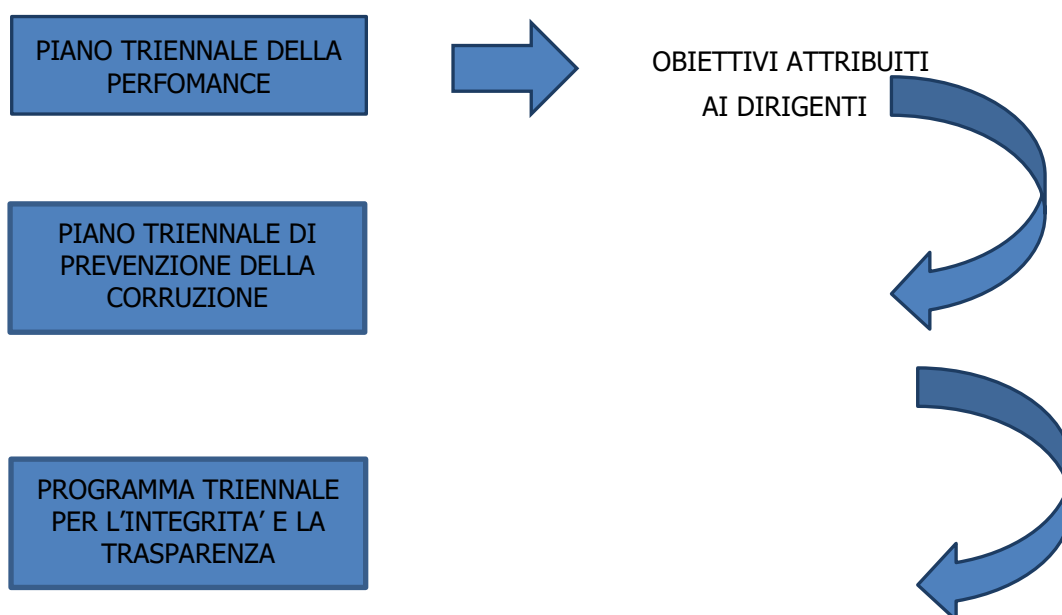 PIANO TRIENNALE DELLA
PERFOMANCE
OBIETTIVI ATTRIBUITI
AI DIRIGENTI
PIANO TRIENNALE DI
PREVENZIONE DELLA
CORRUZIONE
PROGRAMMA TRIENNALE
PER L’INTEGRITA’ E LA
TRASPARENZA